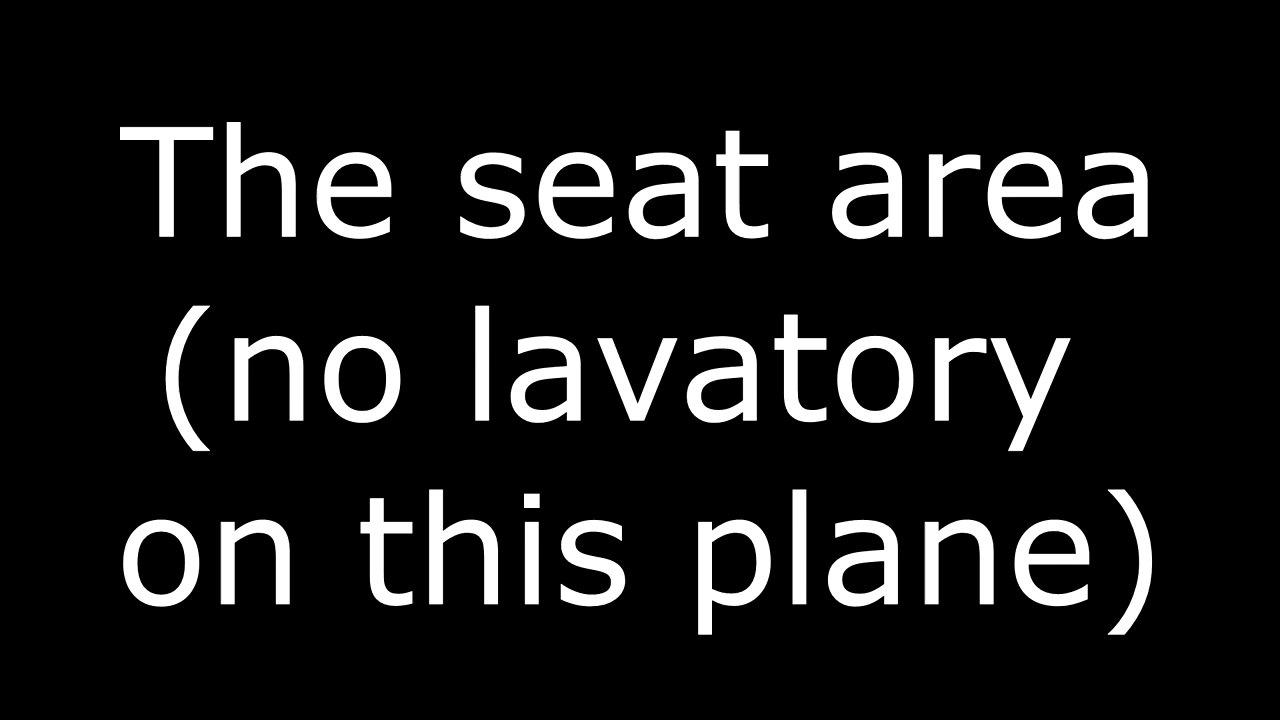 The seat area
(no lavatory
on this plane)